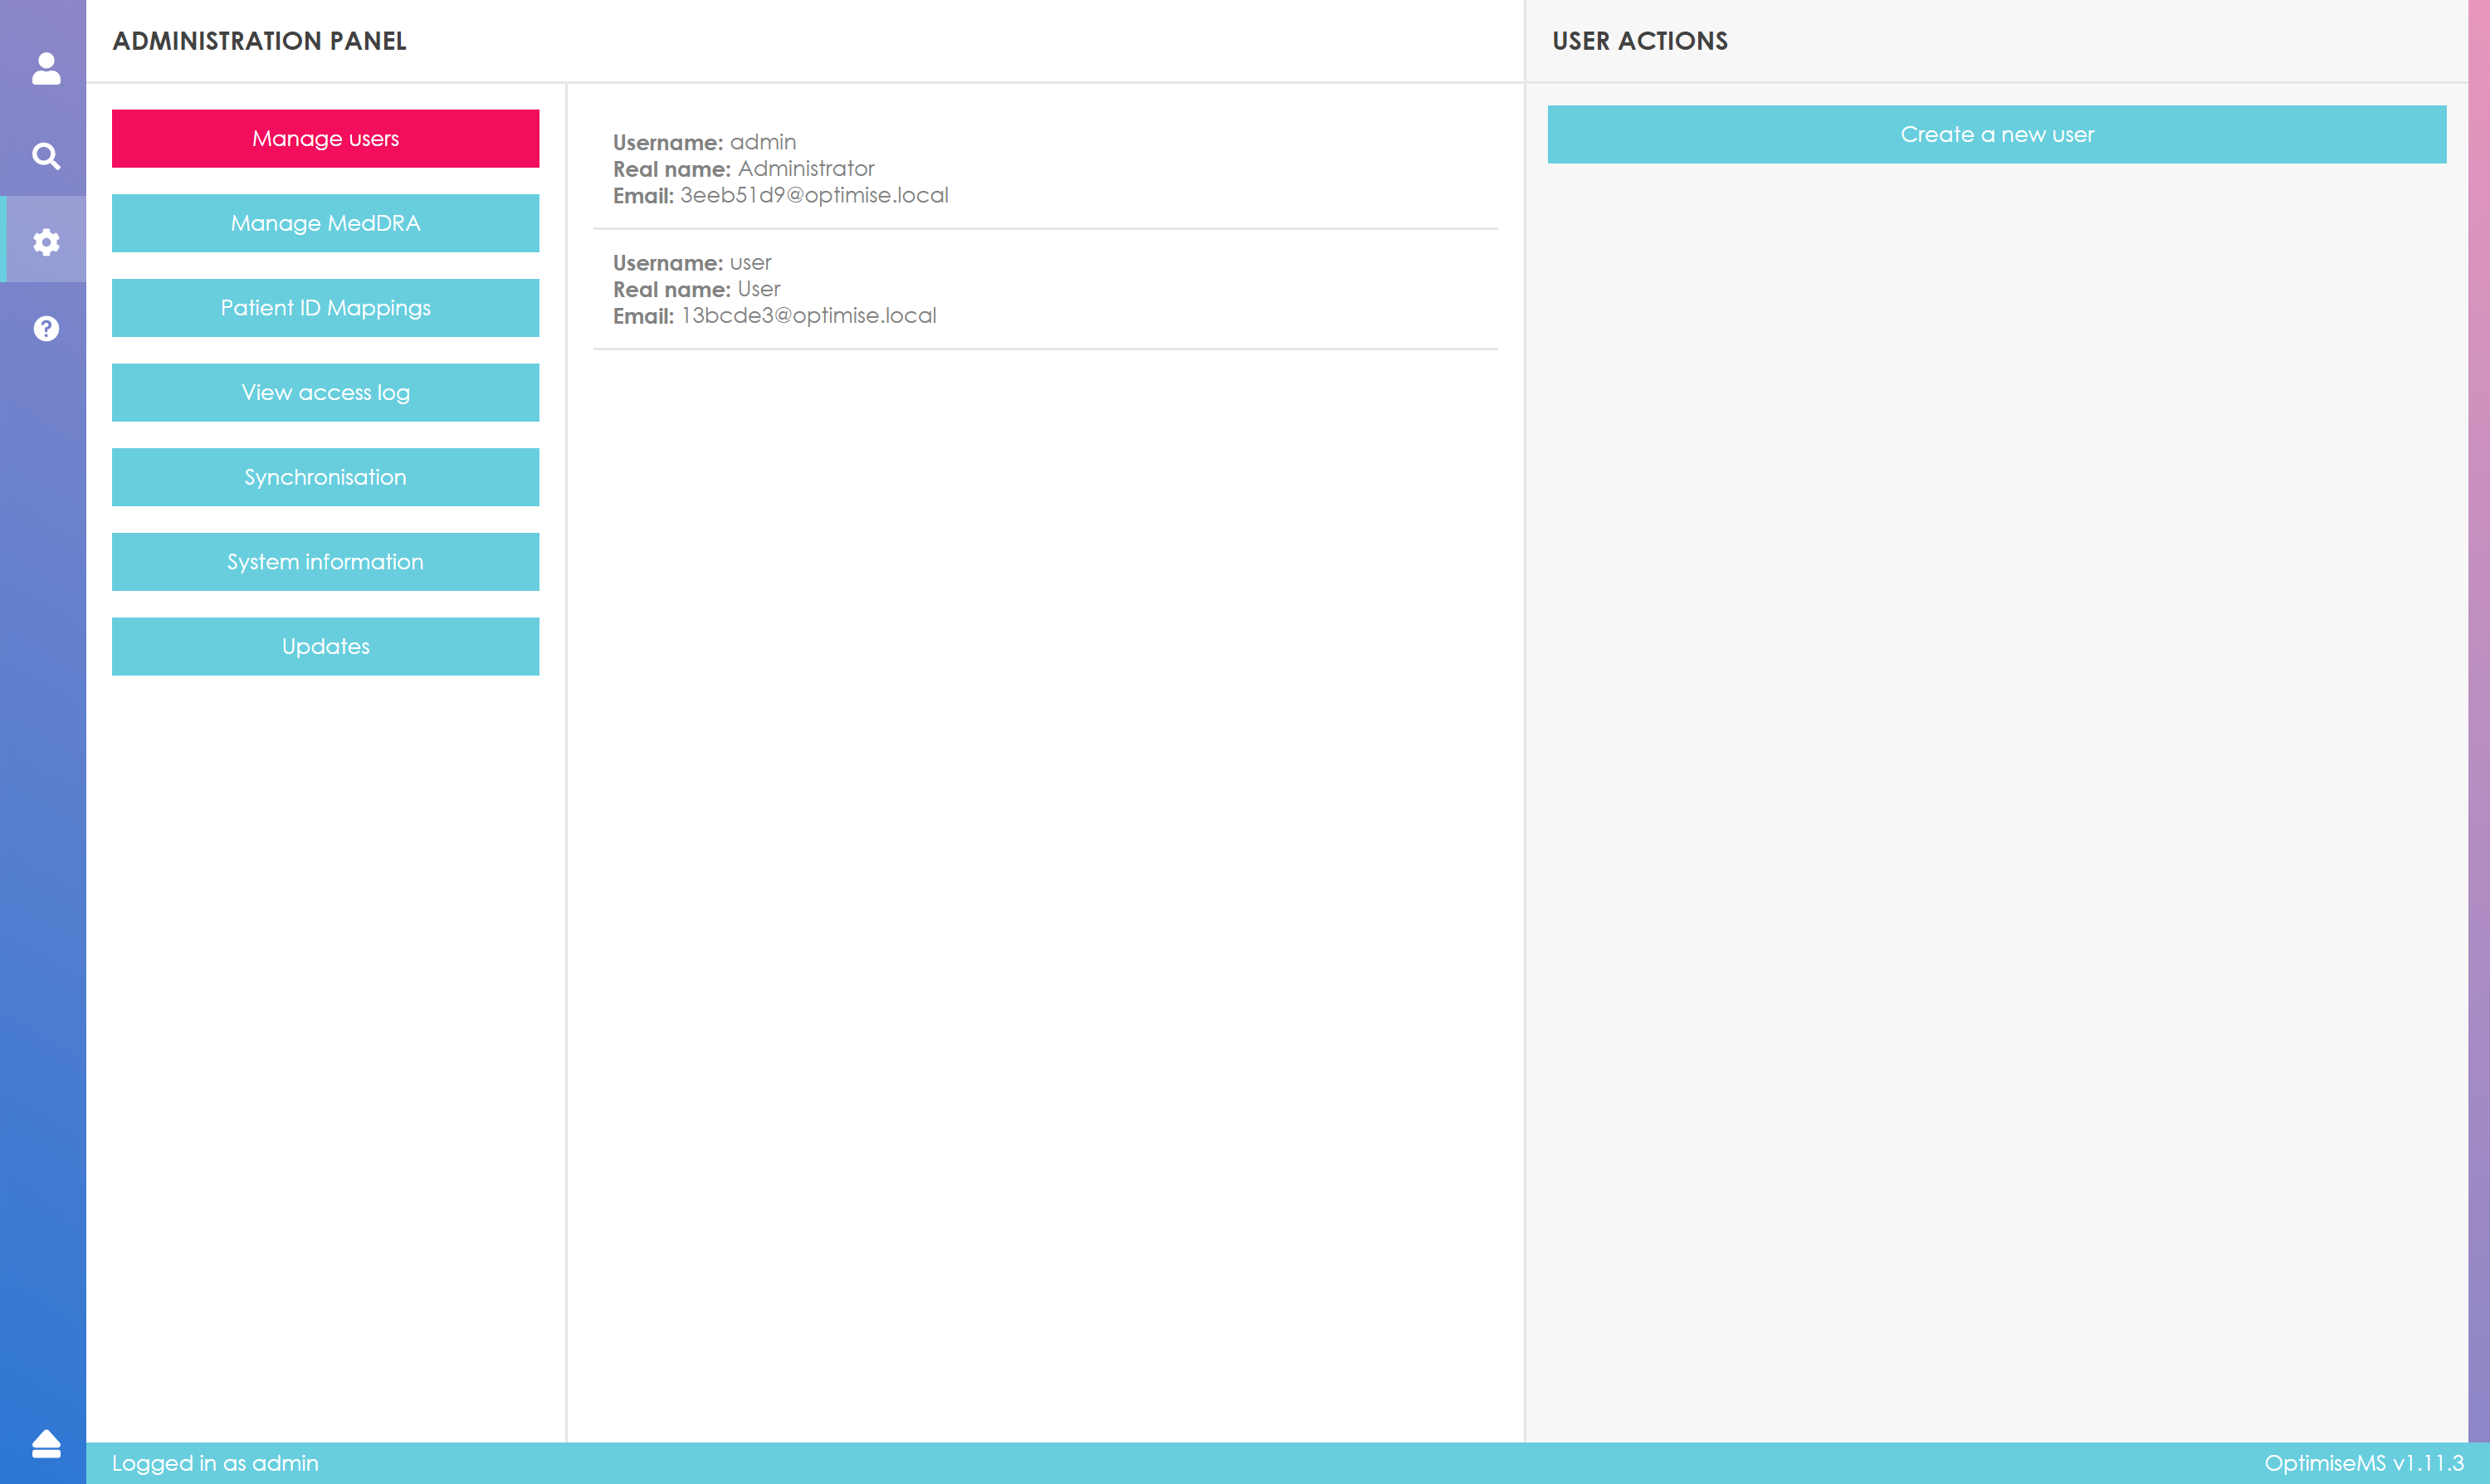 ADMINISTRATION PANEL
Manage users
Manage MedDRA
Patient ID Mappings
View access log
Synchronisation
System information
Updates
Username: admin
Real name: Administrator
Email: 3eeb51d9@optimise.local
Username: user
Real name: User
Email: 13bcde3@optimise.local
USER ACTIONS
Create a new user
Logged in as admin
OptimiseMS v1.11.3